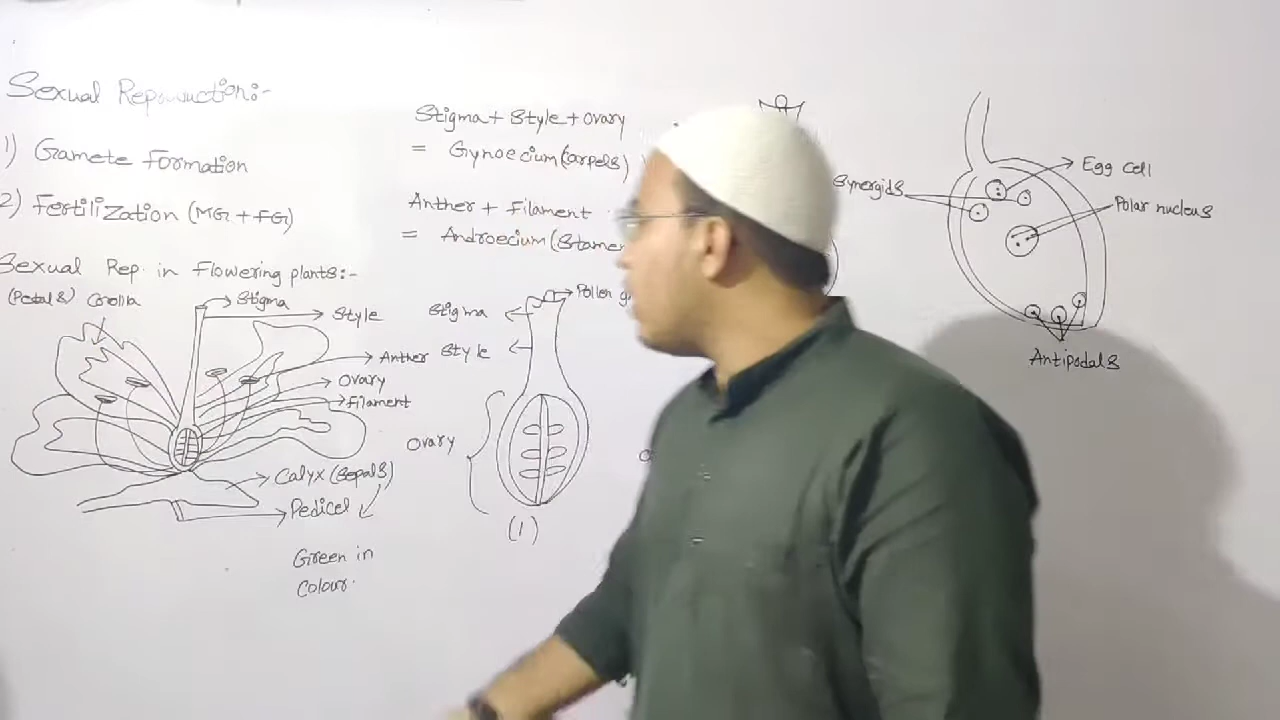 Sexual Reproduction:-
1) Gamete Formation
2) Fertilization (MG + FG)
Sexual Rep. in Flowering plants:-
(Petals) Corolla
Stigma
Style
Anther
Ovary
Filament
Calyx (Sepals)
Pedicel
Green in
Colour.
Stigma + Style + Ovary
= Gynoecium (Carpels)
Anther + Filament
= Androecium (Stamen
Stigma
Pollen g
Style
Ovary
(1)
Synergids
Egg Cell
Polar nucleus
Antipodals